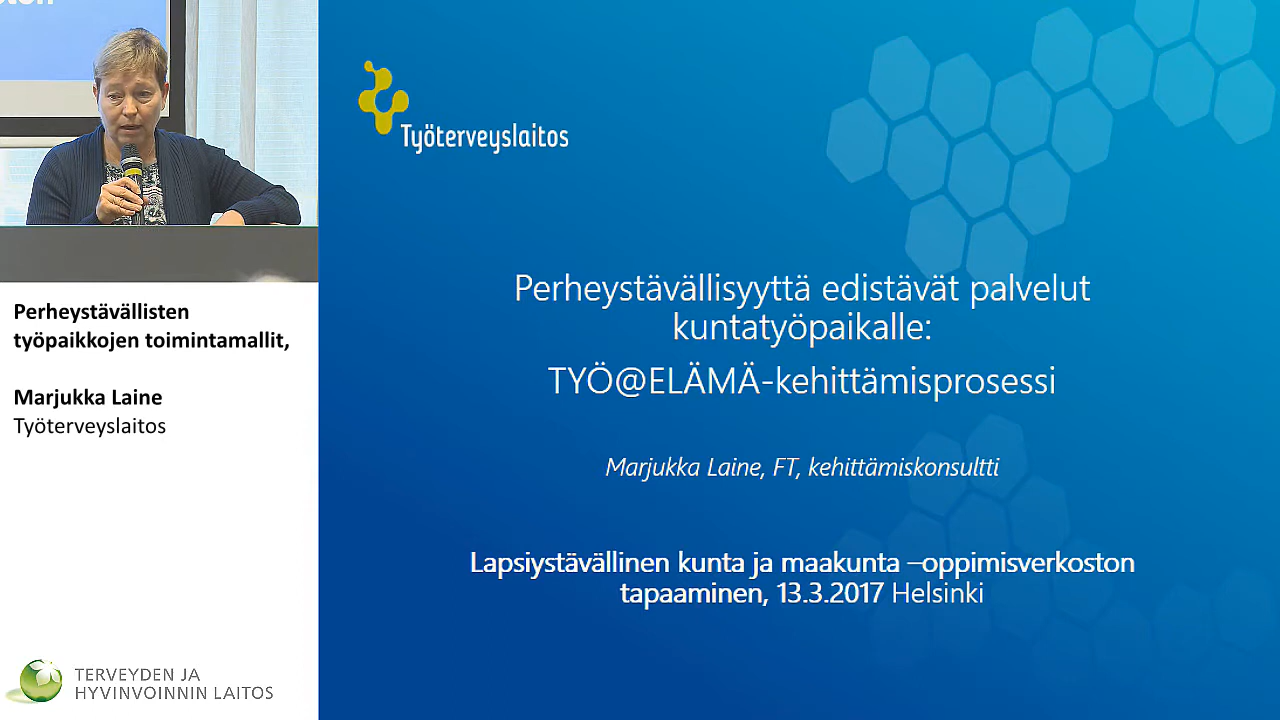 Perheystävällisten
työpaikkojen toimintamallit,
Marjukka Laine
Työterveyslaitos
TERVEYDEN JA
HYVINVOINNIN LAITOS
Työterveyslaitos
Perheystävällisyyttä edistävät palvelut
kuntatyöpaikalle:
TYÖ@ELÄMÄ-kehittämisprosessi
Marjukka Laine, FT, kehittämiskonsultti
Lapsiystävällinen kunta ja maakunta –oppimisverkoston
tapaaminen, 13.3.2017 Helsinki